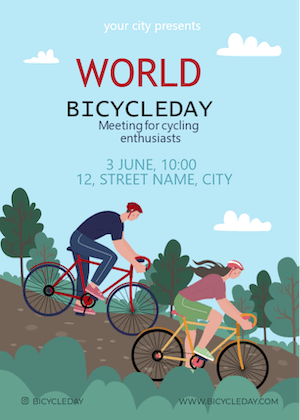 your city presents
WORLD
BICYCLEDAY
Meeting for cycling
enthusiasts
3 JUNE, 10:00
12, STREET NAME, CITY
BICYCLEDAY
WWW.BICYCLEDAY.COM